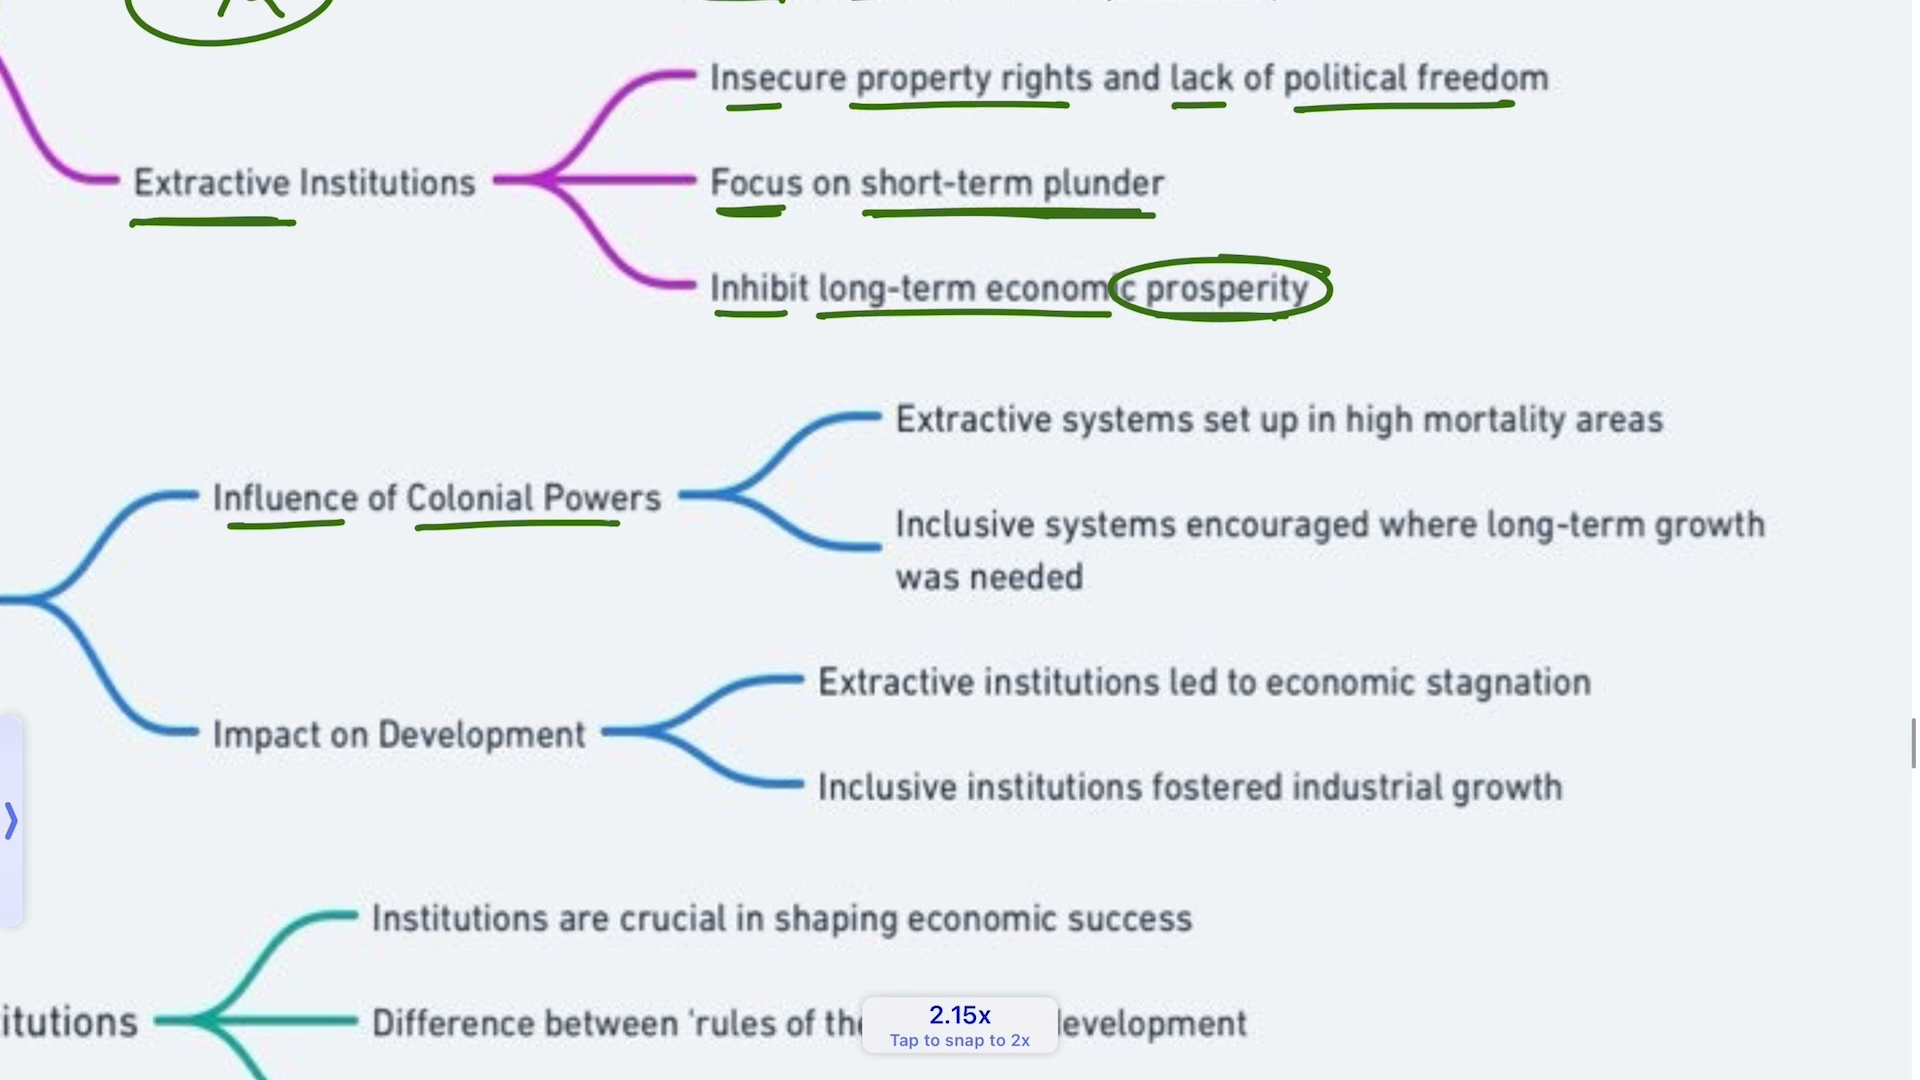 Insecure property rights and lack of political freedom
Extractive Institutions
Focus on short-term plunder
Inhibit long-term economic prosperity
Extractive systems set up in high mortality areas
Influence of Colonial Powers
Inclusive systems encouraged where long-term growth
was needed
Extractive institutions led to economic stagnation
Impact on Development
Inclusive institutions fostered industrial growth
Institutions are crucial in shaping economic success
itutions
Difference between 'rules of the evelopment
2.15x
Tap to snap to 2x